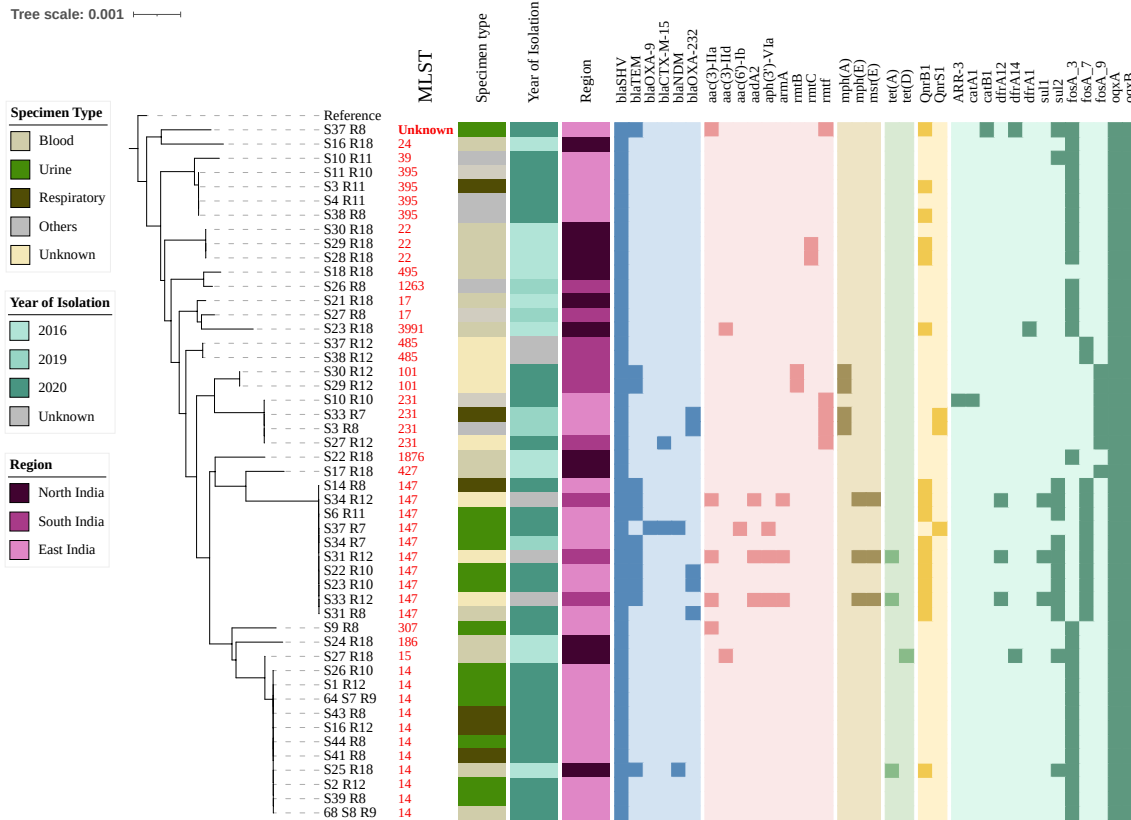 Tree scale: 0.001
MLST
Specimen type
Year of Isolation
Region
blaSHV
blaTEM
blaOXA-9
blaCTX-M-15
blaNDM
blaOXA-232
aac(3)-IIa
aac(3)-IId
aac(6')-Ib
aadA2
aph(3')-VIa
armA
rmtB
rmtC
rmtf
mph(A)
mph(E)
msr(E)
tet(A)
tet(D)
QnrB1
QnrS1
ARR-3
catA1
catB1
dfrA12
dfrA14
dfrA1
sul1
sul2
fosA_3
fosA_7
fosA_9
oqxA
oqxB
Specimen Type
Blood
Urine
Respiratory
Others
Unknown
Year of Isolation
2016
2019
2020
Unknown
Region
North India
South India
East India
Reference
S37 R8 Unknown
S16 R18 24
S10 R11 39
S11 R10 395
S3 R11 395
S4 R11 395
S38 R8 395
S30 R18 22
S29 R18 22
S28 R18 22
S18 R18 495
S26 R8 1263
S21 R18 17
S27 R8 17
S23 R18 3991
S37 R12 485
S38 R12 485
S30 R12 101
S29 R12 101
S10 R10 231
S33 R7 231
S3 R8 231
S27 R12 231
S22 R18 1876
S17 R18 427
S14 R8 147
S34 R12 147
S6 R11 147
S37 R7 147
S34 R7 147
S31 R12 147
S22 R10 147
S23 R10 147
S33 R12 147
S31 R8 147
S9 R8 307
S24 R18 186
S27 R18 15
S26 R10 14
S1 R12 14
64 S7 R9 14
S43 R8 14
S16 R12 14
S44 R8 14
S41 R8 14
S25 R18 14
S2 R12 14
S39 R8 14
68 S8 R9 14